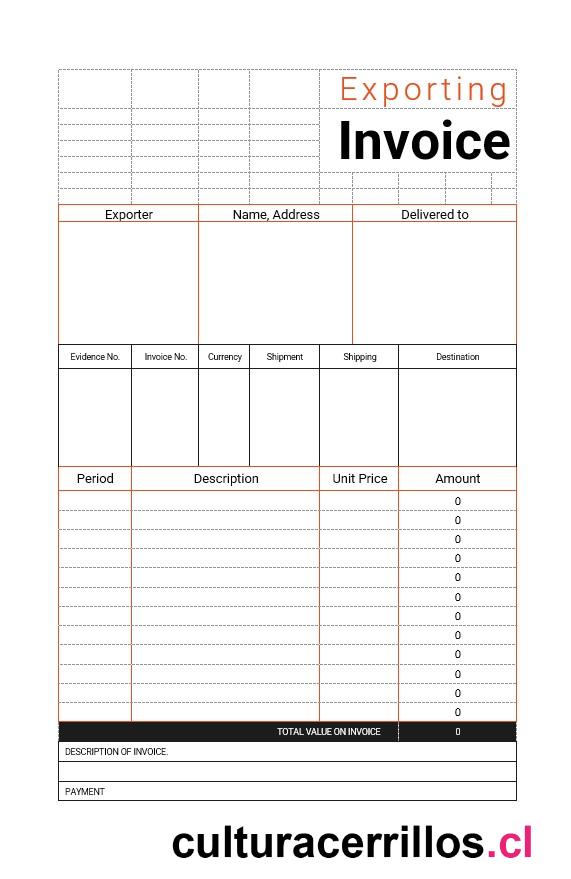 Exporting
Invoice
Exporter Name, Address Delivered to
Evidence No. Invoice No. Currency Shipment Shipping Destination
Period Description Unit Price Amount
0
0
0
0
0
0
0
0
0
0
0
0
TOTAL VALUE ON INVOICE 0
DESCRIPTION OF INVOICE.
PAYMENT
culturacerrillos.cl